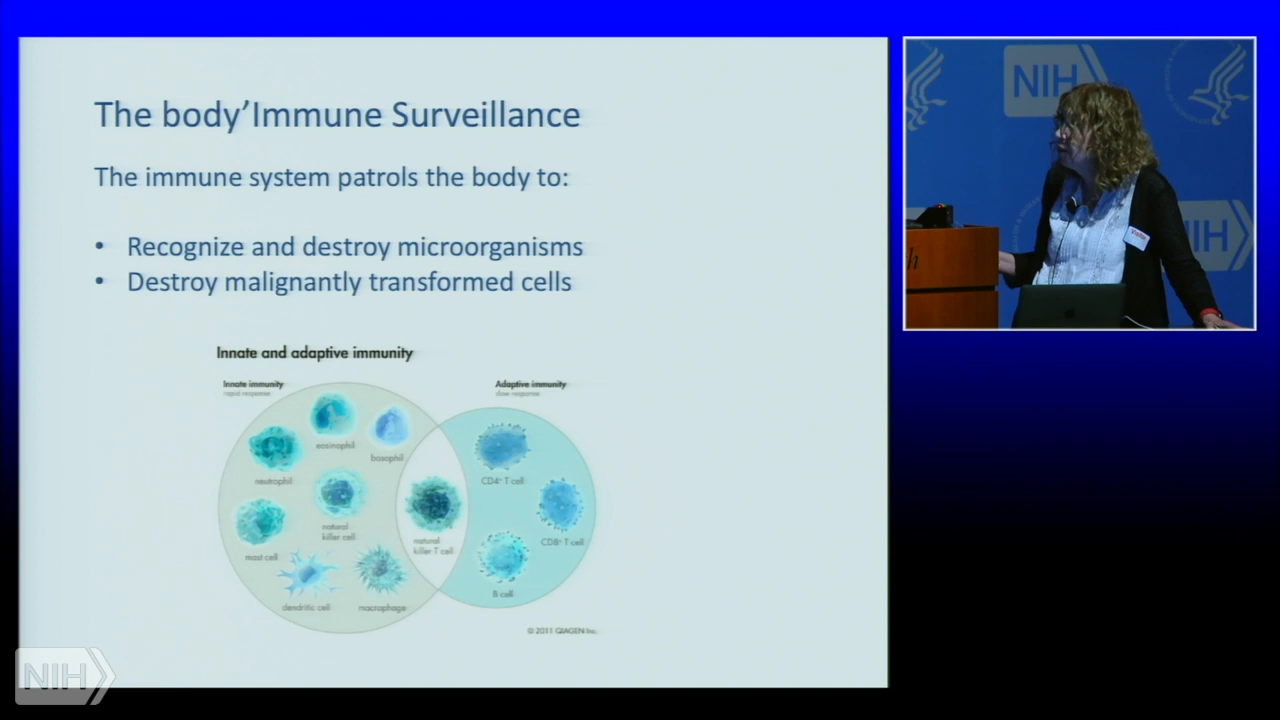 The body'Immune Surveillance
The immune system patrols the body to:
• Recognize and destroy microorganisms
• Destroy malignantly transformed cells
Innate and adaptive immunity
Innate immunity
rapid response
Adaptive immunity
slow response
eosinophil
basophil
neutrophil
natural
killer cell
mast cell
dendritic cell
macrophage
natural
killer T cell
CD4+ T cell
CD8+ T cell
B cell
© 2011 QIAGEN Inc.
NIH
NIH
NIH
th